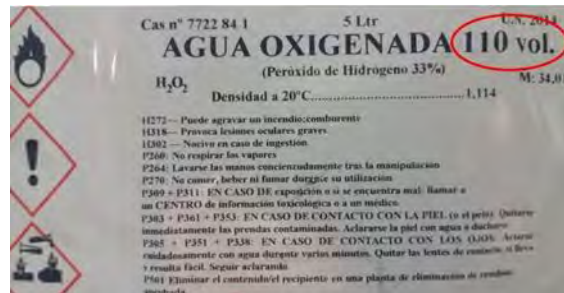 Cas nº 7722 84 1 5 Ltr U.N. 2014
AGUA OXIGENADA 110 vol.
(Peróxido de Hidrógeno 33%)
H₂O₂ M: 34,0
Densidad a 20ºC 1,114
H272— Puede agravar un incendio;comburente
H318— Provoca lesiones oculares graves
H302 — Nocivo en caso de ingestión
P260: No respirar los vapores
P264: Lavarse las manos concienzudamente tras la manipulación
P270: No comer, beber ni fumar su utilización
P309 + P311: EN CASO DE exposición o si se encuentra mal: llamar a
un CENTRO de información toxicológica o a un médico.
P303 + P361 + P353: EN CASO DE CONTACTO CON LA PIEL (o el pelo): Quitarse
inmediatamente las prendas contaminadas. Aclararse la piel con agua o ducharse
P305 + P351 + P338: EN CASO DE CONTACTO CON LOS OJOS: Aclarar
cuidadosamente con agua durante varios minutos. Quitar las lentes de contacto, si lleva
y resulta fácil. Seguir aclarando.
P501 Eliminar el contenido/el recipiente en una planta de eliminación de